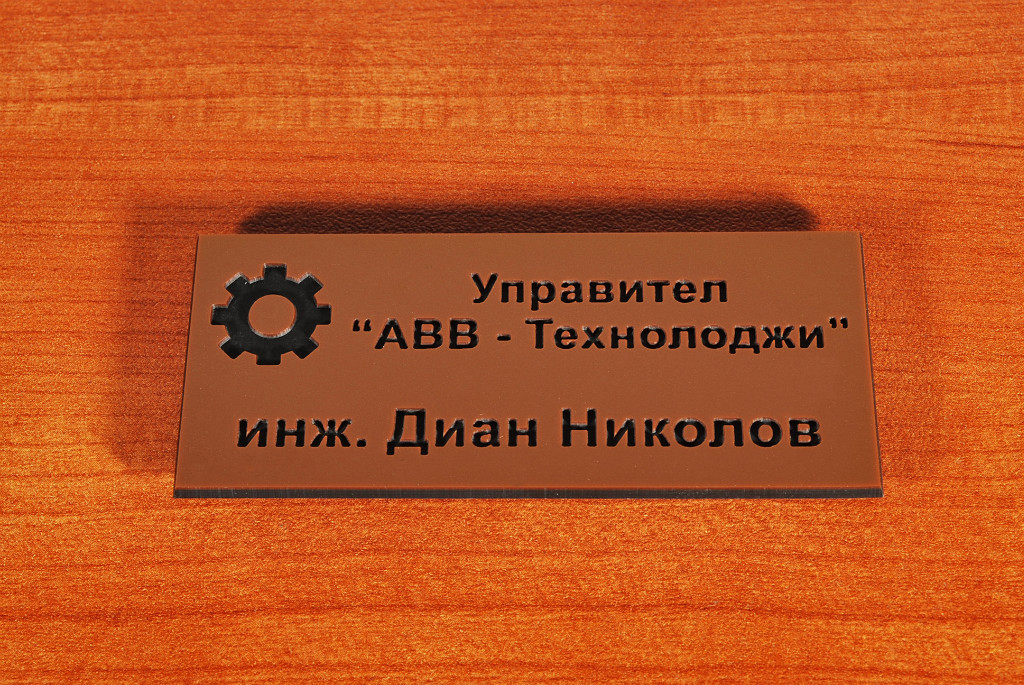 Управител
“АВВ - Технолоджи”
инж. Диан Николов